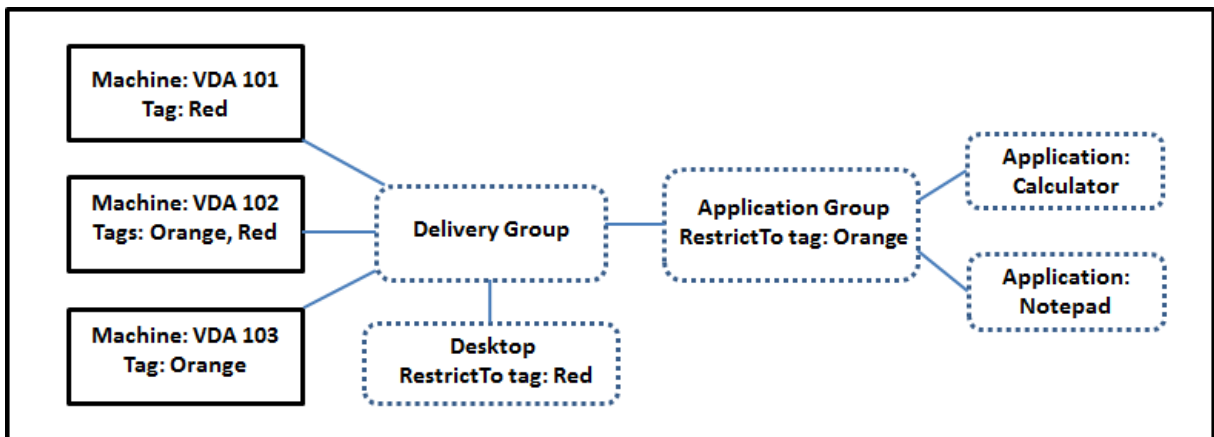 Machine: VDA 101
Tag: Red
Machine: VDA 102
Tags: Orange, Red
Machine: VDA 103
Tag: Orange
Delivery Group
Desktop
RestrictTo tag: Red
Application Group
RestrictTo tag: Orange
Application:
Calculator
Application:
Notepad